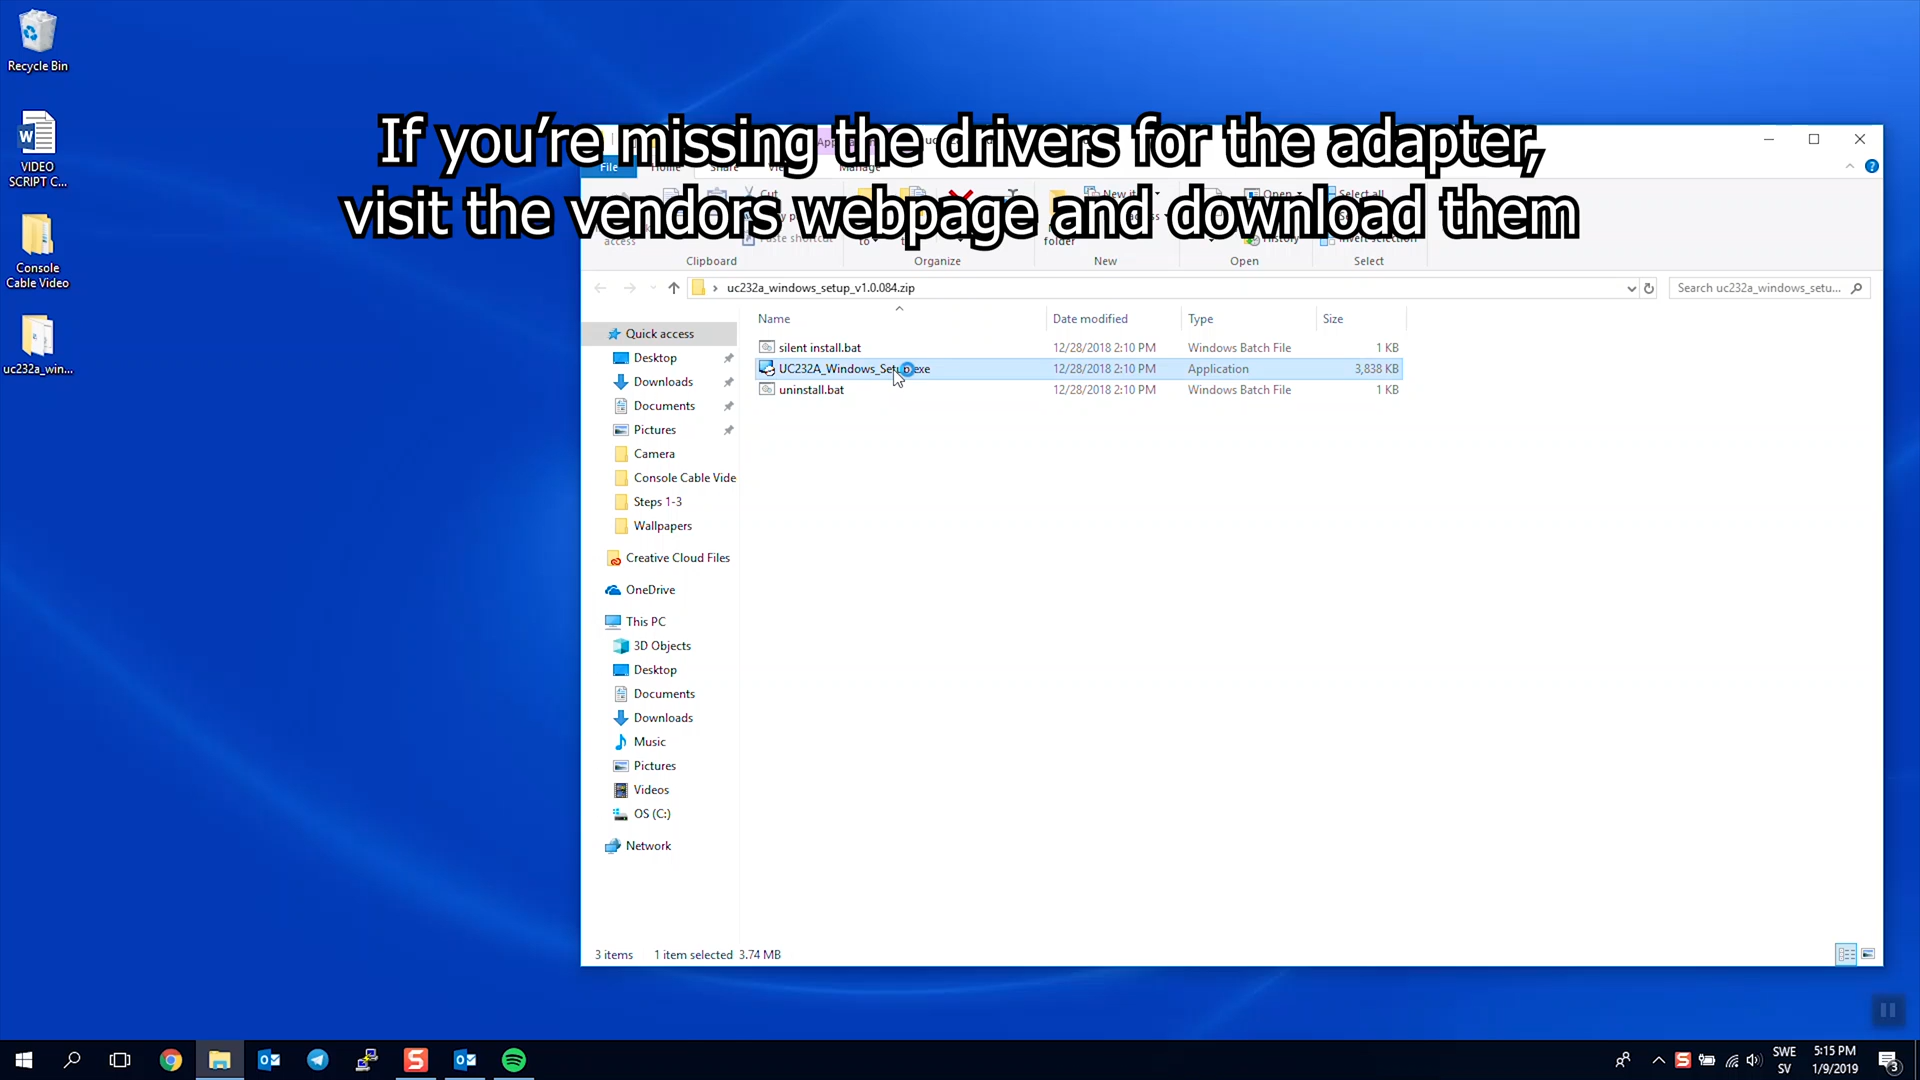 Recycle Bin
VIDEO
SCRIPT C...
Console
Cable Video
uc232a_win...
If you're missing the drivers for the adapter,
visit the vendors webpage and download them
File
Home
Share
Manage
Cut
Paste shortcut
access
to
New
folder
Open
History
Select all
Invert selection
Clipboard
Organize
New
Open
Select
uc232a_windows_setup_v1.0.084.zip
Search uc232a_windows_setu...
Name
Date modified
Type
Size
silent install.bat 12/28/2018 2:10 PM Windows Batch File 1 KB
UC232A_Windows_Setup.exe 12/28/2018 2:10 PM Application 3,838 KB
uninstall.bat 12/28/2018 2:10 PM Windows Batch File 1 KB
Quick access
Desktop
Downloads
Documents
Pictures
Camera
Console Cable Vide
Steps 1-3
Wallpapers
Creative Cloud Files
OneDrive
This PC
3D Objects
Desktop
Documents
Downloads
Music
Pictures
Videos
OS (C:)
Network
3 items 1 item selected 3.74 MB
SWE
SV
5:15 PM
1/9/2019
3